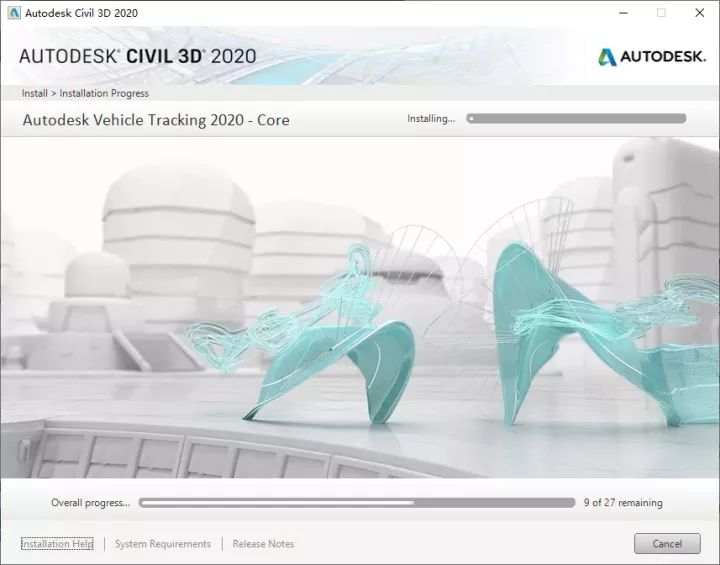 Autodesk Civil 3D 2020
AUTODESK® CIVIL 3D® 2020
AUTODESK.
Install > Installation Progress
Autodesk Vehicle Tracking 2020 - Core
Installing...
Overall progress...
9 of 27 remaining
Installation Help
System Requirements
Release Notes
Cancel